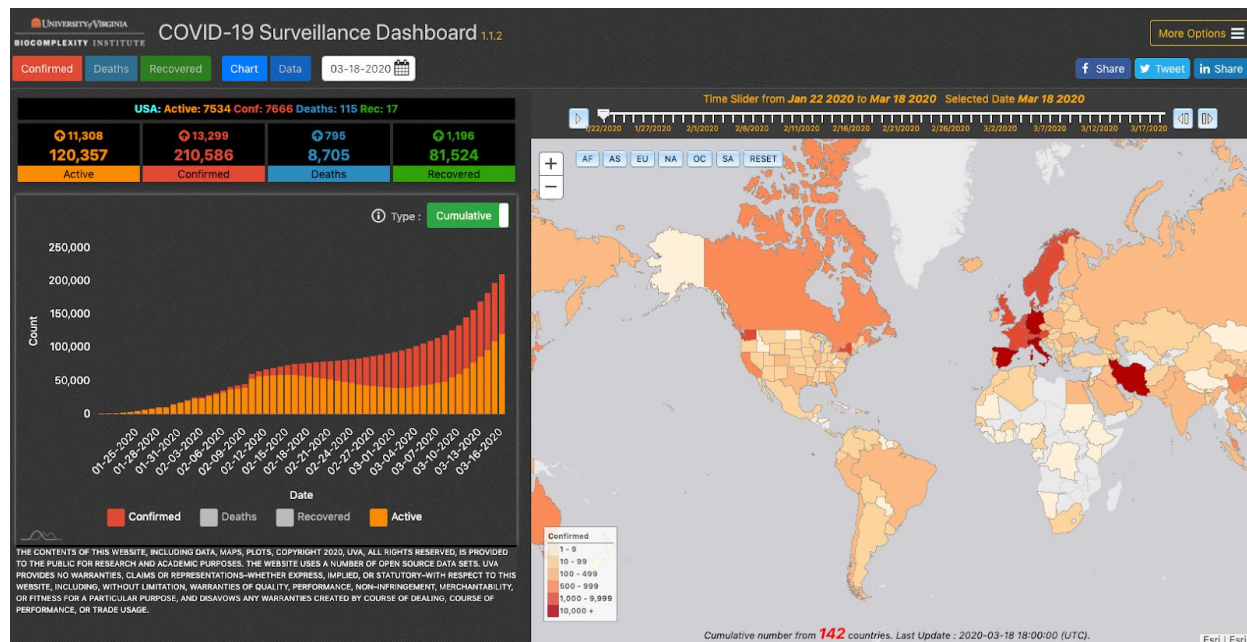 UNIVERSITY of VIRGINIA
BIOCOMPLEXITY INSTITUTE
COVID-19 Surveillance Dashboard 1.1.2
More Options
Confirmed Deaths Recovered Chart Data 03-18-2020
Share Tweet Share
USA: Active: 7534 Conf: 7666 Deaths: 115 Rec: 17
11,308 13,299 795 1,196
120,357 210,586 8,705 81,524
Active Confirmed Deaths Recovered
Type : Cumulative
250,000
200,000
150,000
100,000
50,000
0
Count
01-25-2020 01-28-2020 01-31-2020 02-03-2020 02-06-2020 02-09-2020 02-12-2020 02-15-2020 02-18-2020 02-21-2020 02-24-2020 02-27-2020 03-01-2020 03-04-2020 03-07-2020 03-10-2020 03-13-2020 03-16-2020
Date
Confirmed Deaths Recovered Active
THE CONTENTS OF THIS WEBSITE, INCLUDING DATA, MAPS, PLOTS, COPYRIGHT 2020, UVA, ALL RIGHTS RESERVED, IS PROVIDED
TO THE PUBLIC FOR RESEARCH AND ACADEMIC PURPOSES. THE WEBSITE USES A NUMBER OF OPEN SOURCE DATA SETS. UVA
PROVIDES NO WARRANTIES, CLAIMS OR REPRESENTATIONS–WHETHER EXPRESS, IMPLIED, OR STATUTORY–WITH RESPECT TO THIS
WEBSITE, INCLUDING, WITHOUT LIMITATION, WARRANTIES OF QUALITY, PERFORMANCE, NON-INFRINGEMENT, MERCHANTABILITY,
OR FITNESS FOR A PARTICULAR PURPOSE, AND DISAVOWS ANY WARRANTIES CREATED BY COURSE OF DEALING, COURSE OF
PERFORMANCE, OR TRADE USAGE.
Time Slider from Jan 22 2020 to Mar 18 2020 Selected Date Mar 18 2020
1/22/2020 1/27/2020 2/1/2020 2/6/2020 2/11/2020 2/16/2020 2/21/2020 2/26/2020 3/2/2020 3/7/2020 3/12/2020 3/17/2020
+
−
AF AS EU NA OC SA RESET
Confirmed
1 - 9
10 - 99
100 - 499
500 - 999
1,000 - 9,999
10,000 +
Cumulative number from 142 countries. Last Update : 2020-03-18 18:00:00 (UTC).
Esri | Esri